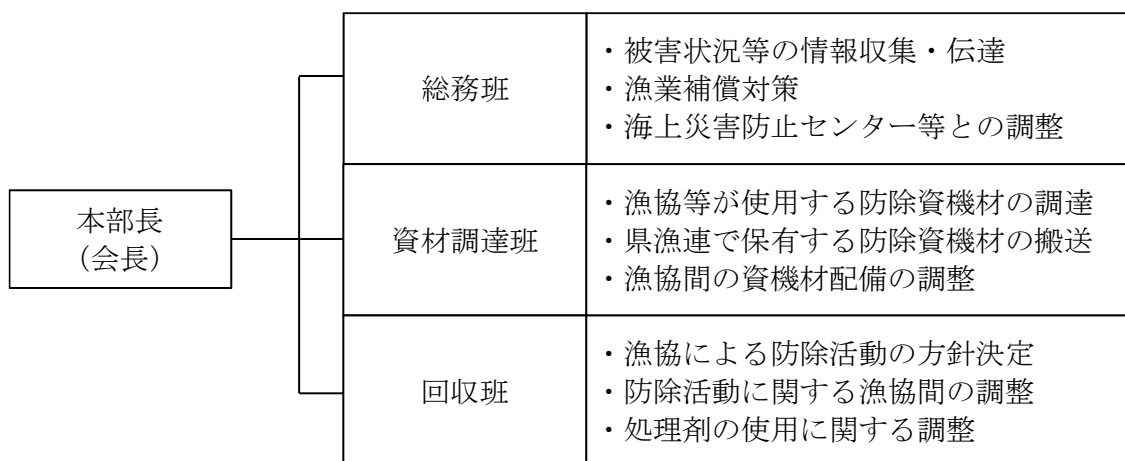 本部長
(会長)
総務班
・被害状況等の情報収集・伝達
・漁業補償対策
・海上災害防止センター等との調整
資材調達班
・漁協等が使用する防除資機材の調達
・県漁連で保有する防除資機材の搬送
・漁協間の資機材配備の調整
回収班
・漁協による防除活動の方針決定
・防除活動に関する漁協間の調整
・処理剤の使用に関する調整